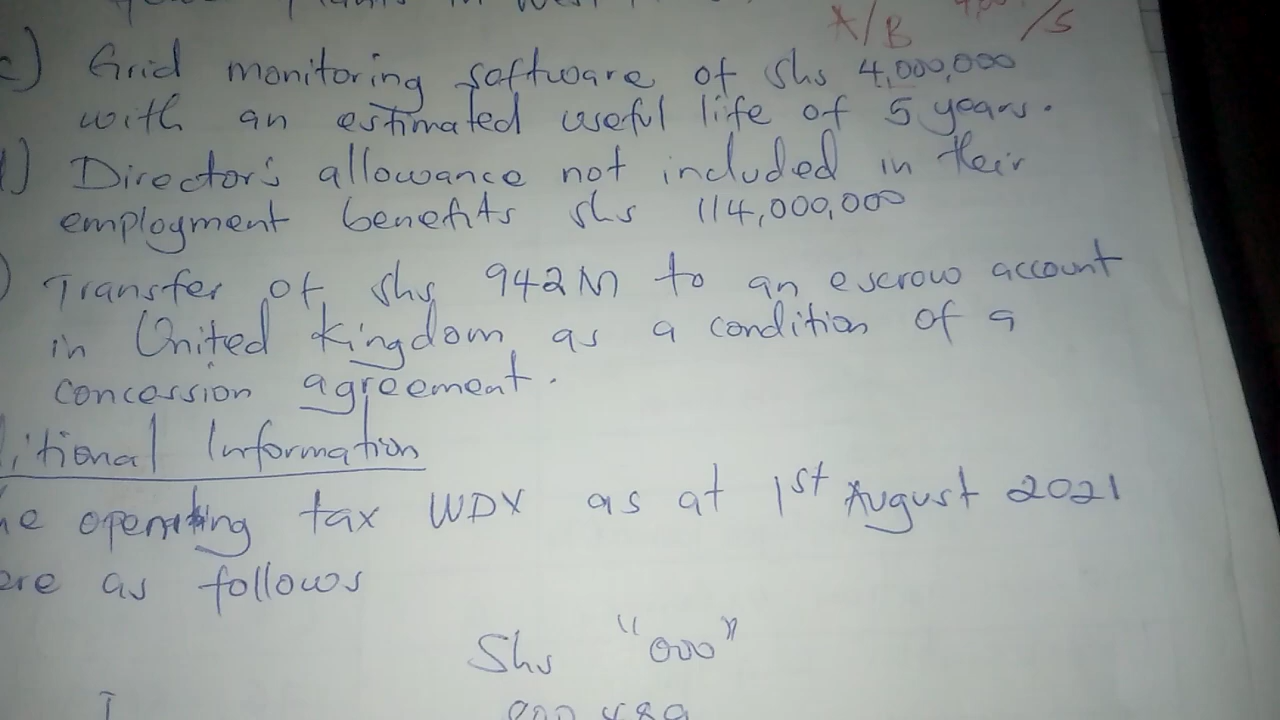 in West
A/B /S
c) Grid monitoring software of Shs 4,000,000
with an estimated useful life of 5 years.
) Director's allowance not included in their
employment benefits shs 114,000,000
) Transfer of shs 942M to an escrow account
in United Kingdom as a condition of a
concession agreement.
itional Information
he operating tax WDV as at 1st August 2021
ere as follows
Shs "000"
I